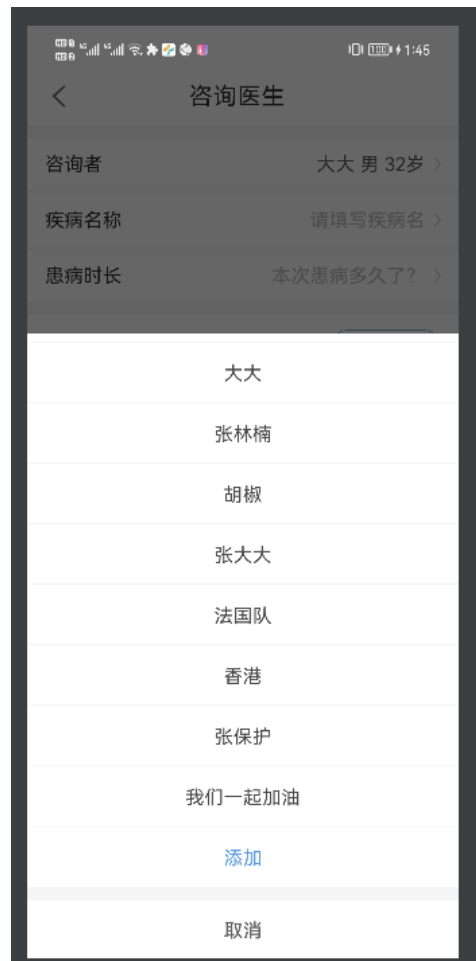 1:45
咨询医生
咨询者 大大 男 32岁
疾病名称 请填写疾病名
患病时长 本次患病多久了?
大大
张林楠
胡椒
张大大
法国队
香港
张保护
我们一起加油
添加
取消